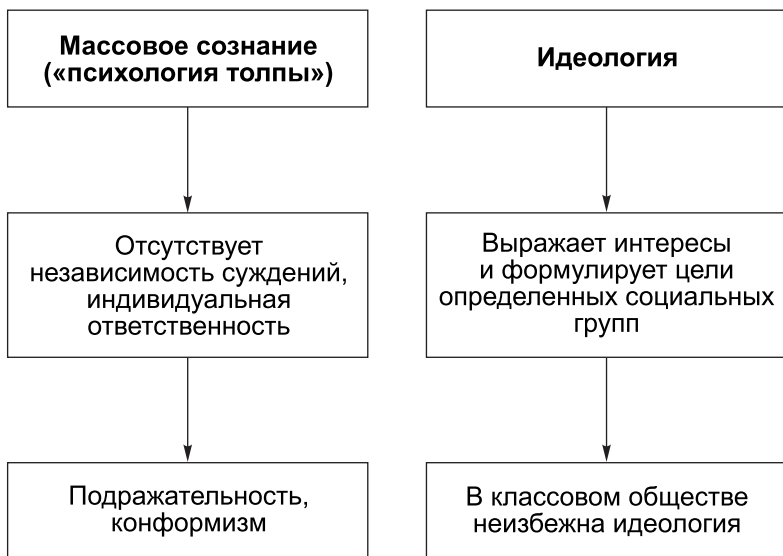 Массовое сознание
(«психология толпы»)
Идеология
Отсутствует
независимость суждений,
индивидуальная
ответственность
Выражает интересы
и формулирует цели
определенных социальных
групп
Подражательность,
конформизм
В классовом обществе
неизбежна идеология